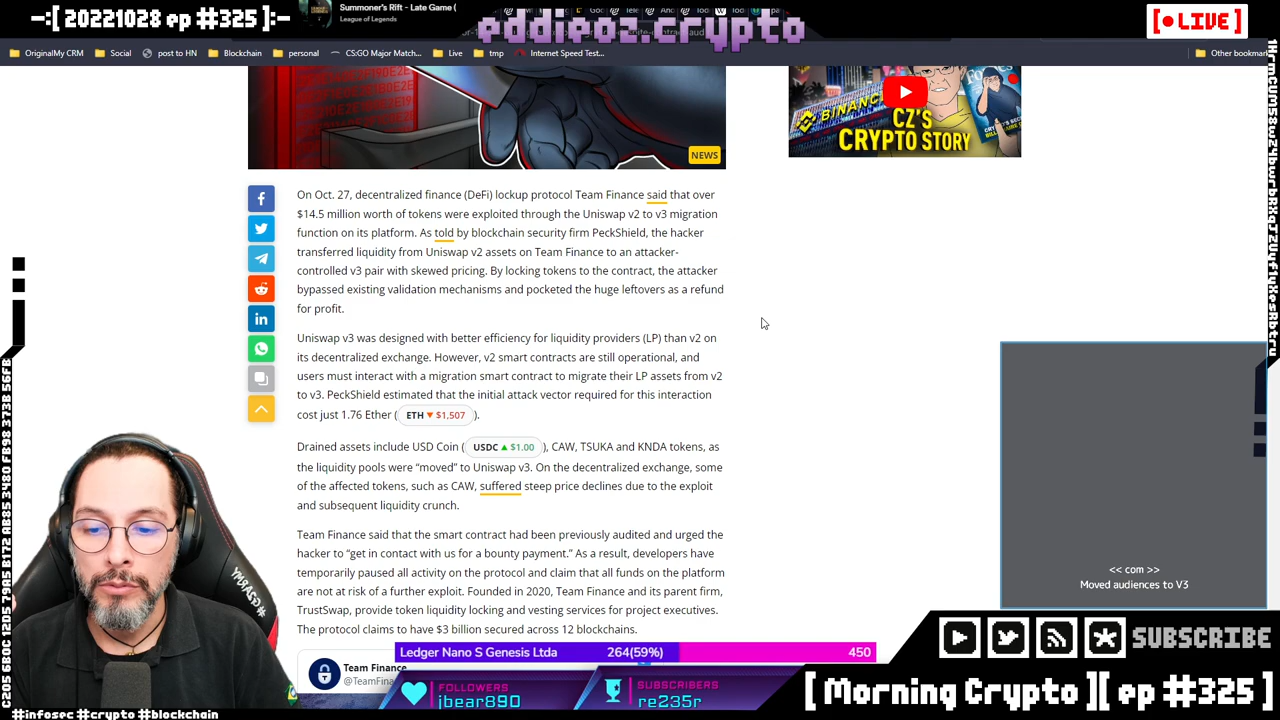 -:[ 20221028 ep #325 ]:-
Summoner's Rift - Late Game (
League of Legends
eddieoz.crypto
[ LIVE ]
OriginalMy CRM
Social
post to HN
Blockchain
personal
CS:GO Major Match...
Live
tmp
Internet Speed Test...
Other bookmar
NEWS
BINANC
CZ'S
CRYPTO STORY
On Oct. 27, decentralized finance (DeFi) lockup protocol Team Finance said that over
$14.5 million worth of tokens were exploited through the Uniswap v2 to v3 migration
function on its platform. As told by blockchain security firm PeckShield, the hacker
transferred liquidity from Uniswap v2 assets on Team Finance to an attacker-
controlled v3 pair with skewed pricing. By locking tokens to the contract, the attacker
bypassed existing validation mechanisms and pocketed the huge leftovers as a refund
for profit.
Uniswap v3 was designed with better efficiency for liquidity providers (LP) than v2 on
its decentralized exchange. However, v2 smart contracts are still operational, and
users must interact with a migration smart contract to migrate their LP assets from v2
to v3. PeckShield estimated that the initial attack vector required for this interaction
cost just 1.76 Ether ( ETH ▼ $1,507 ).
Drained assets include USD Coin ( USDC ▲ $1.00 ), CAW, TSUKA and KNDA tokens, as
the liquidity pools were “moved” to Uniswap v3. On the decentralized exchange, some
of the affected tokens, such as CAW, suffered steep price declines due to the exploit
and subsequent liquidity crunch.
Team Finance said that the smart contract had been previously audited and urged the
hacker to “get in contact with us for a bounty payment.” As a result, developers have
temporarily paused all activity on the protocol and claim that all funds on the platform
are not at risk of a further exploit. Founded in 2020, Team Finance and its parent firm,
TrustSwap, provide token liquidity locking and vesting services for project executives.
The protocol claims to have $3 billion secured across 12 blockchains.
Team Finance
@TeamFina
<< com >>
Moved audiences to V3
Ledger Nano S Genesis Ltda
264(59%)
450
FOLLOWERS
jbear890
SUBSCRIBERS
re235r
SUBSCRIBE
[ Morning Crypto ][ ep #325 ]
#infosec #crypto #blockchain